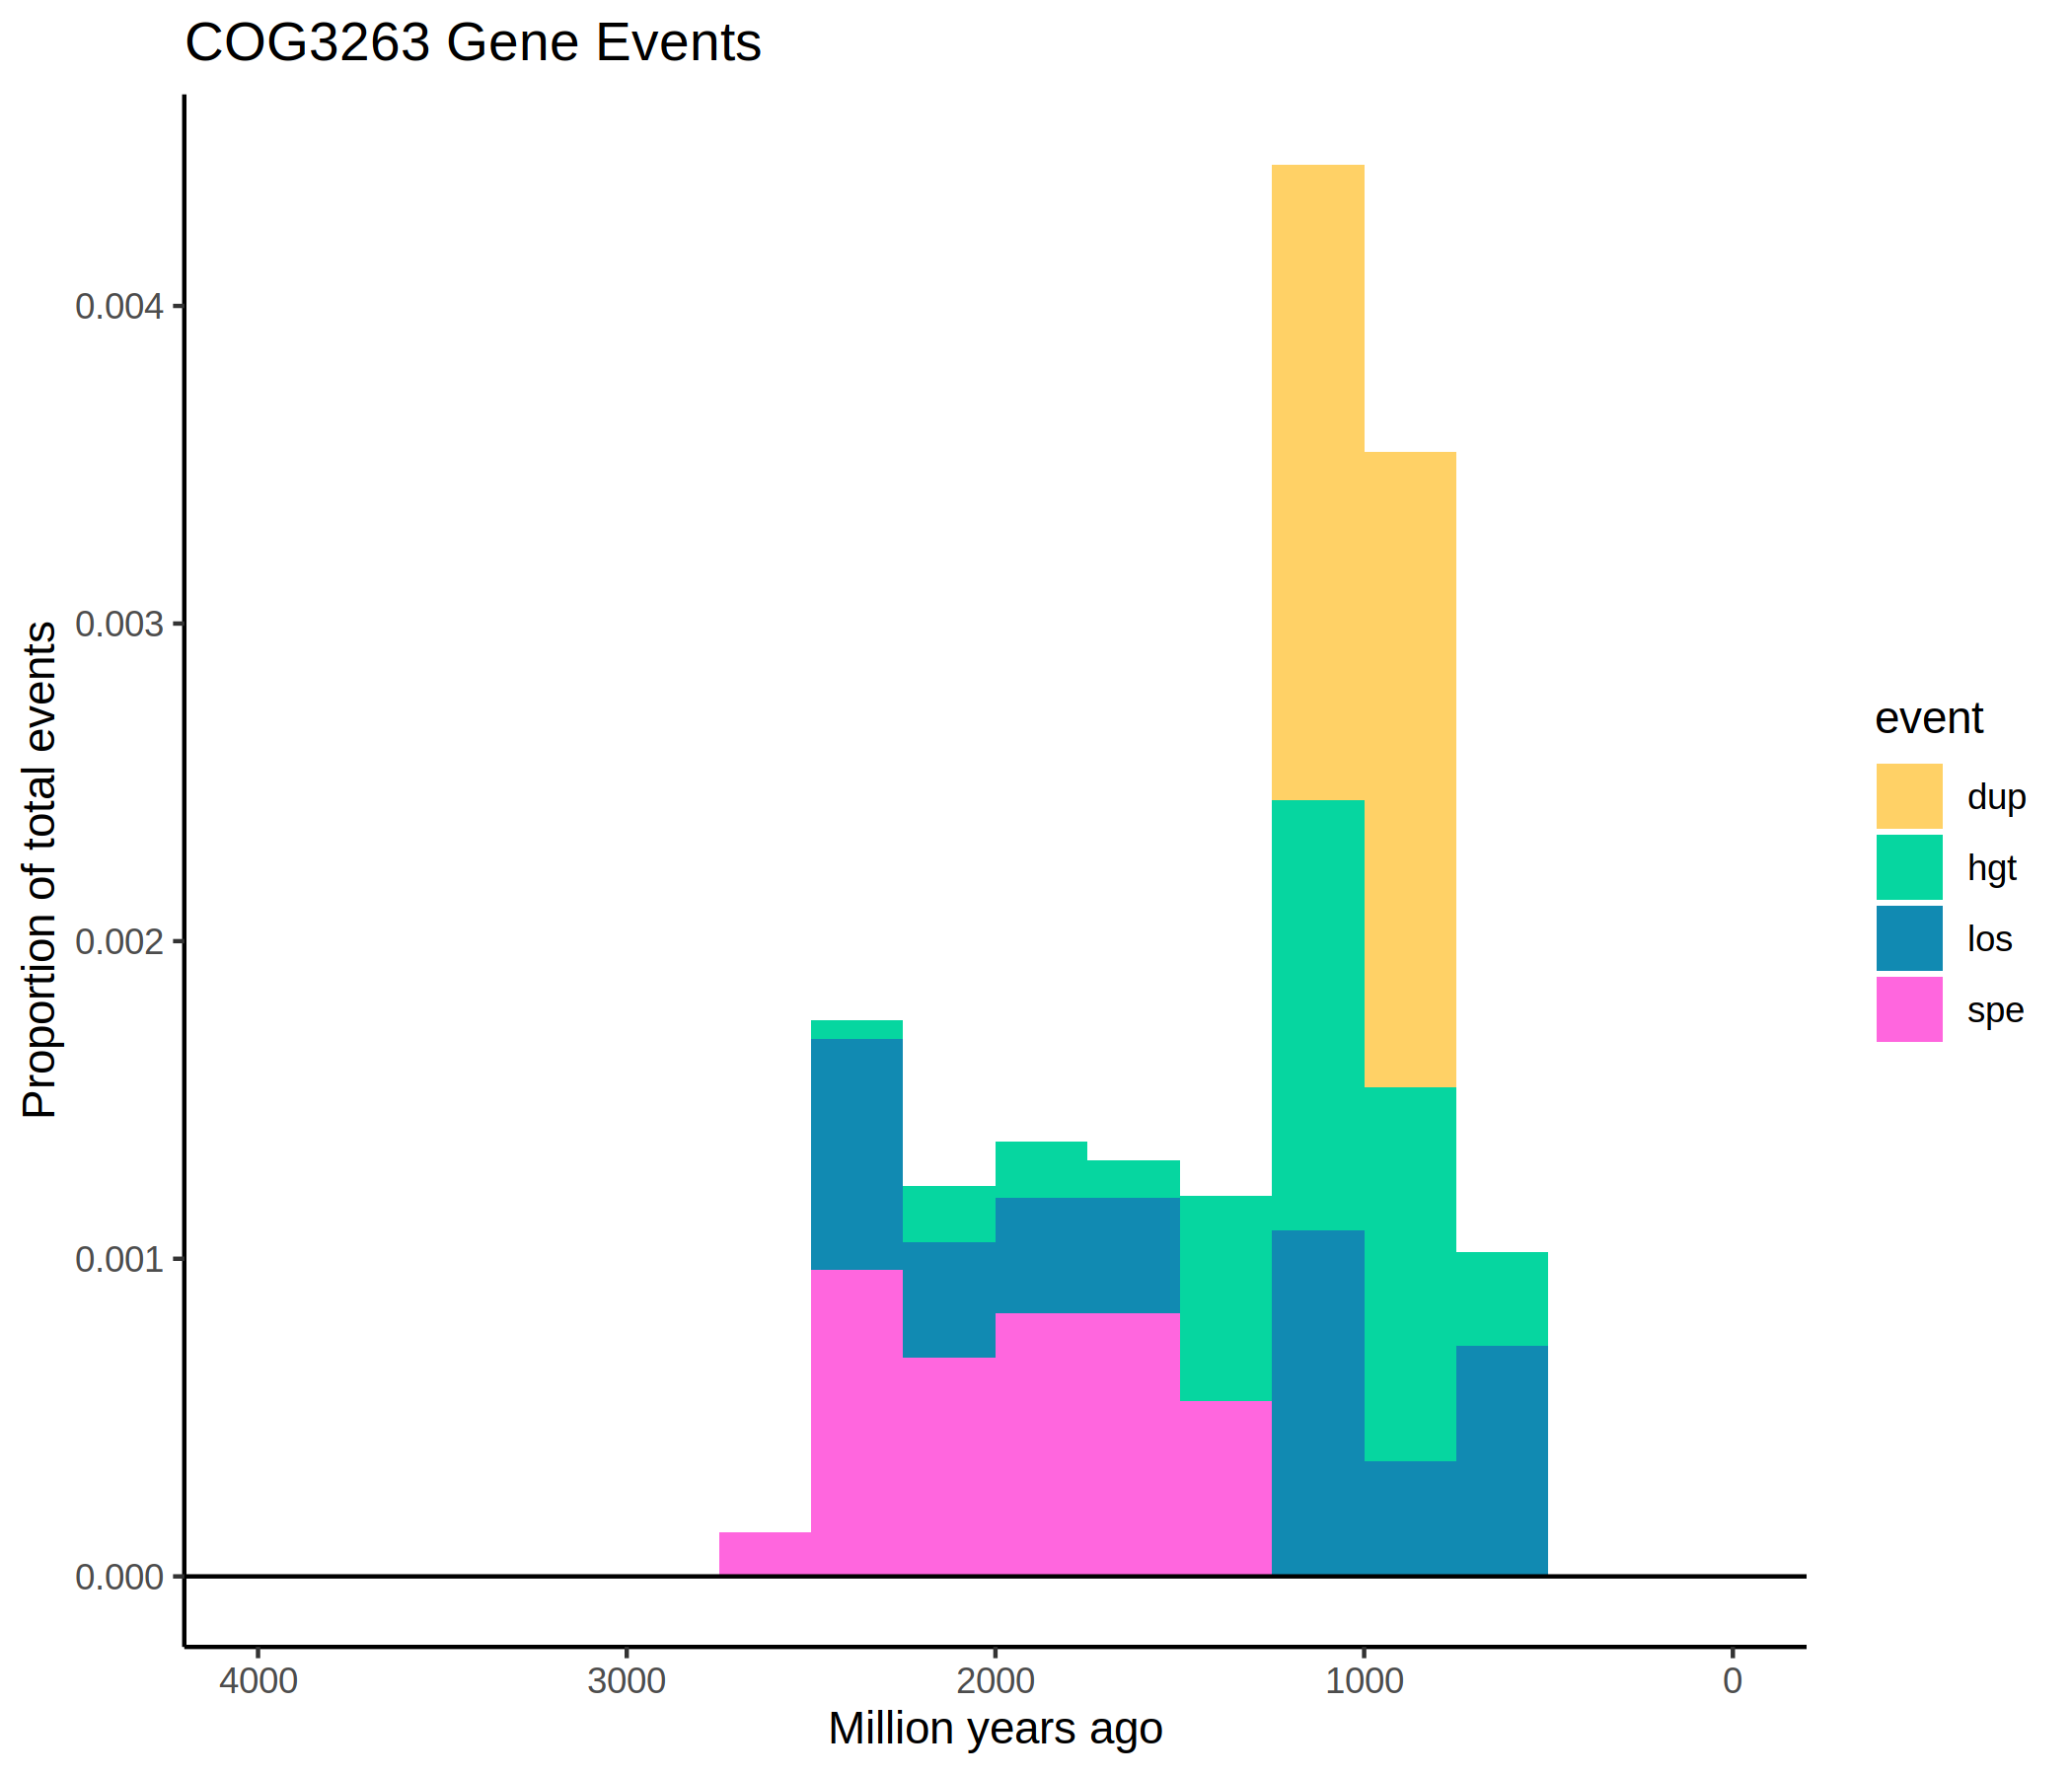 COG3263 Gene Events
Proportion of total events
0.004
0.003
0.002
0.001
0.000
4000 3000 2000 1000 0
Million years ago
event
dup
hgt
los
spe